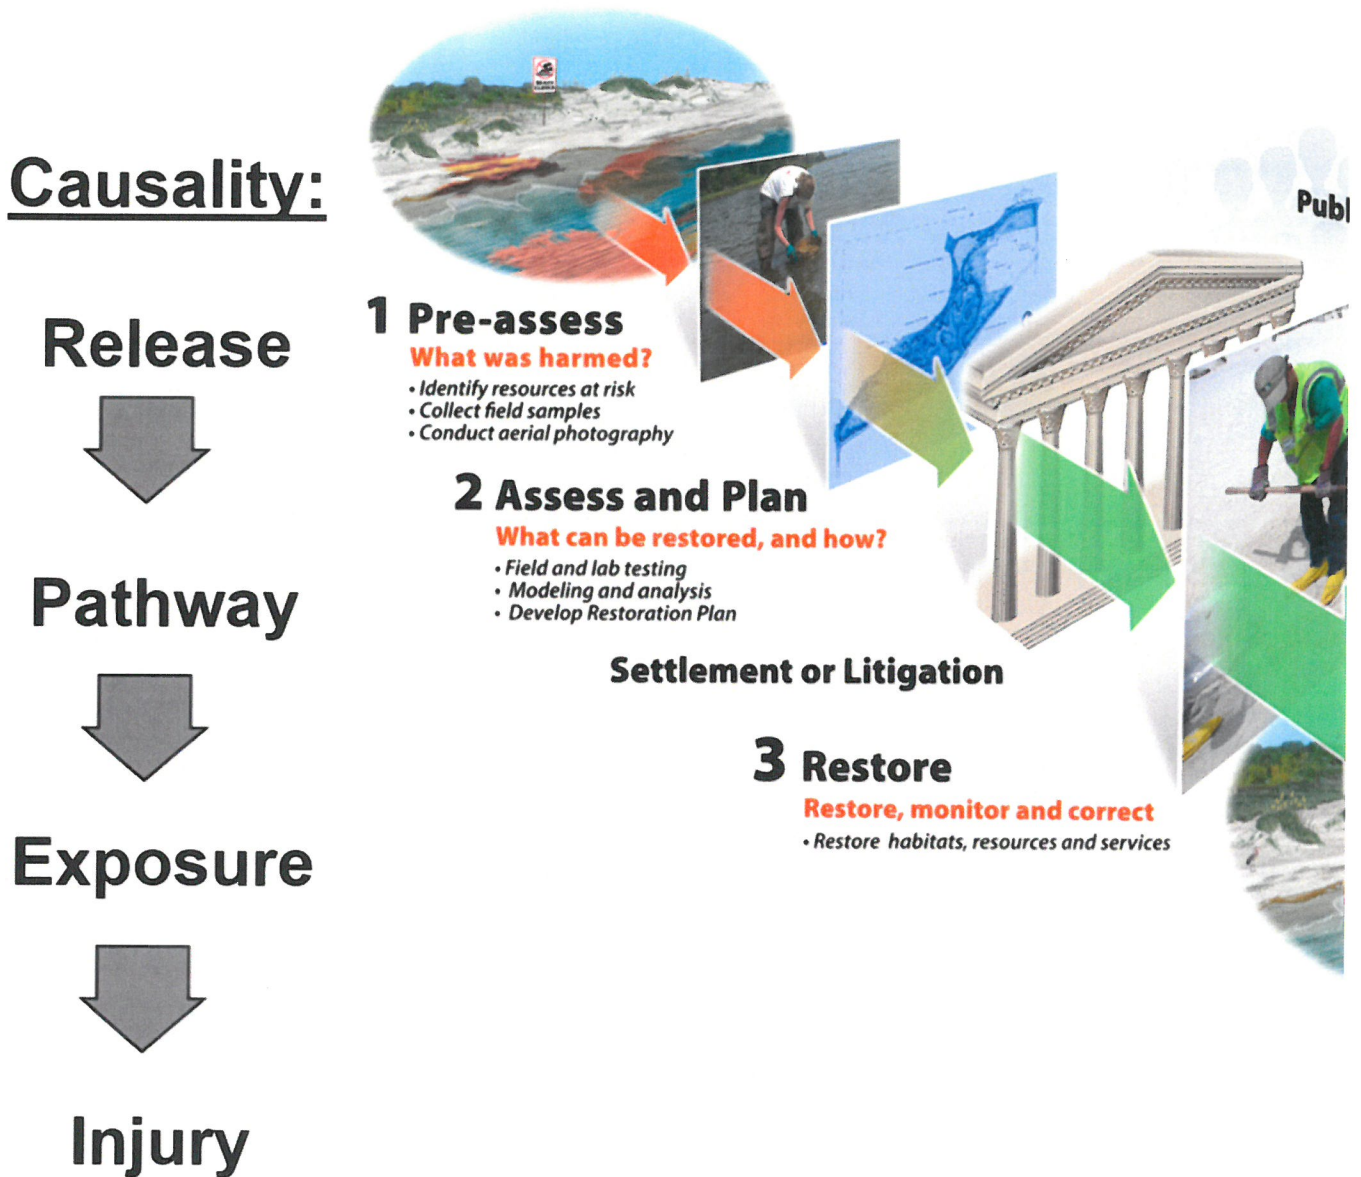 Causality:
Release
Pathway
Exposure
Injury
1 Pre-assess
What was harmed?
• Identify resources at risk
• Collect field samples
• Conduct aerial photography
2 Assess and Plan
What can be restored, and how?
• Field and lab testing
• Modeling and analysis
• Develop Restoration Plan
Settlement or Litigation
3 Restore
Restore, monitor and correct
• Restore habitats, resources and services
Publ